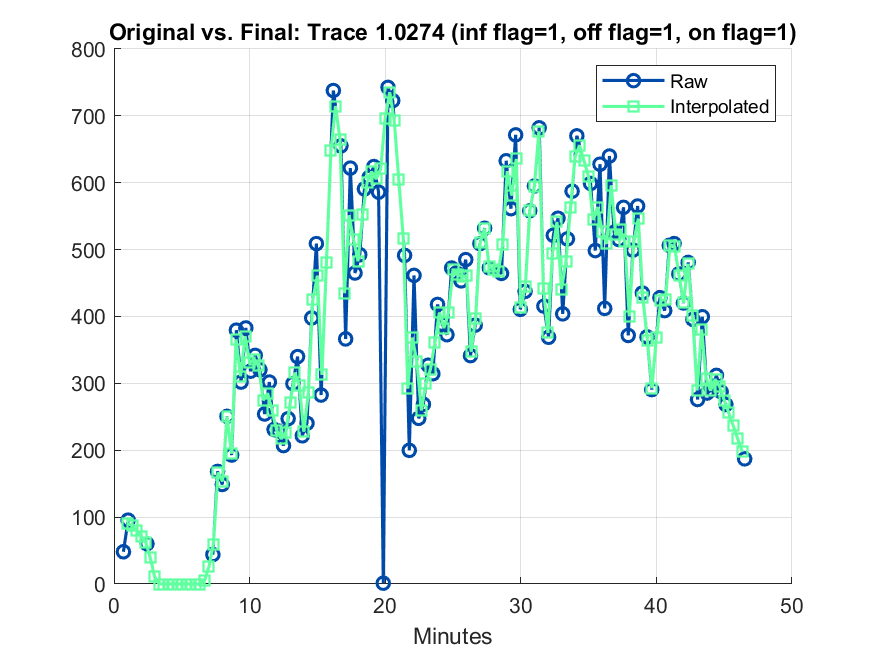 Original vs. Final: Trace 1.0274 (inf flag=1, off flag=1, on flag=1)
800
700
600
500
400
300
200
100
0
Raw
Interpolated
0 10 20 30 40 50
Minutes